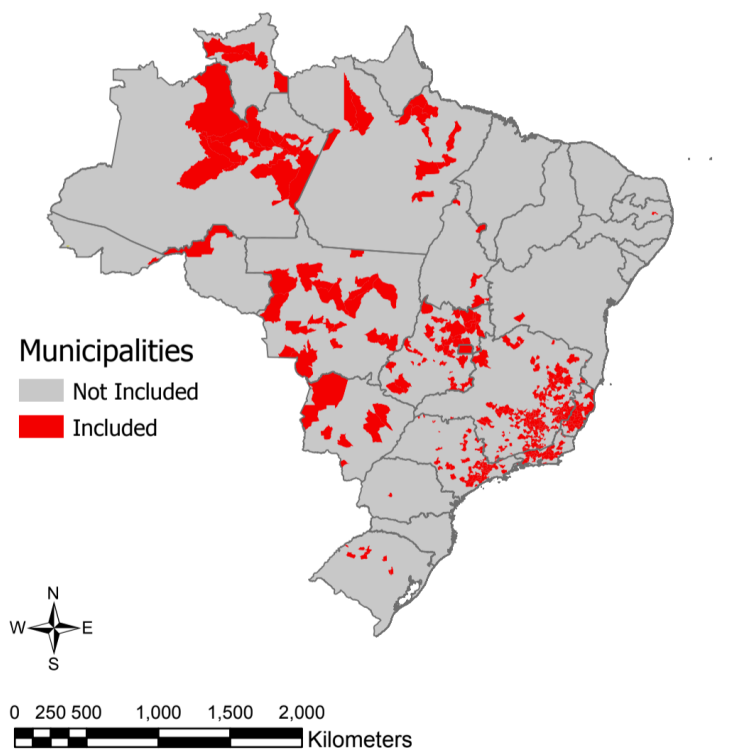 Municipalities
Not Included
Included
N
W E
S
0 250 500 1,000 1,500 2,000
Kilometers